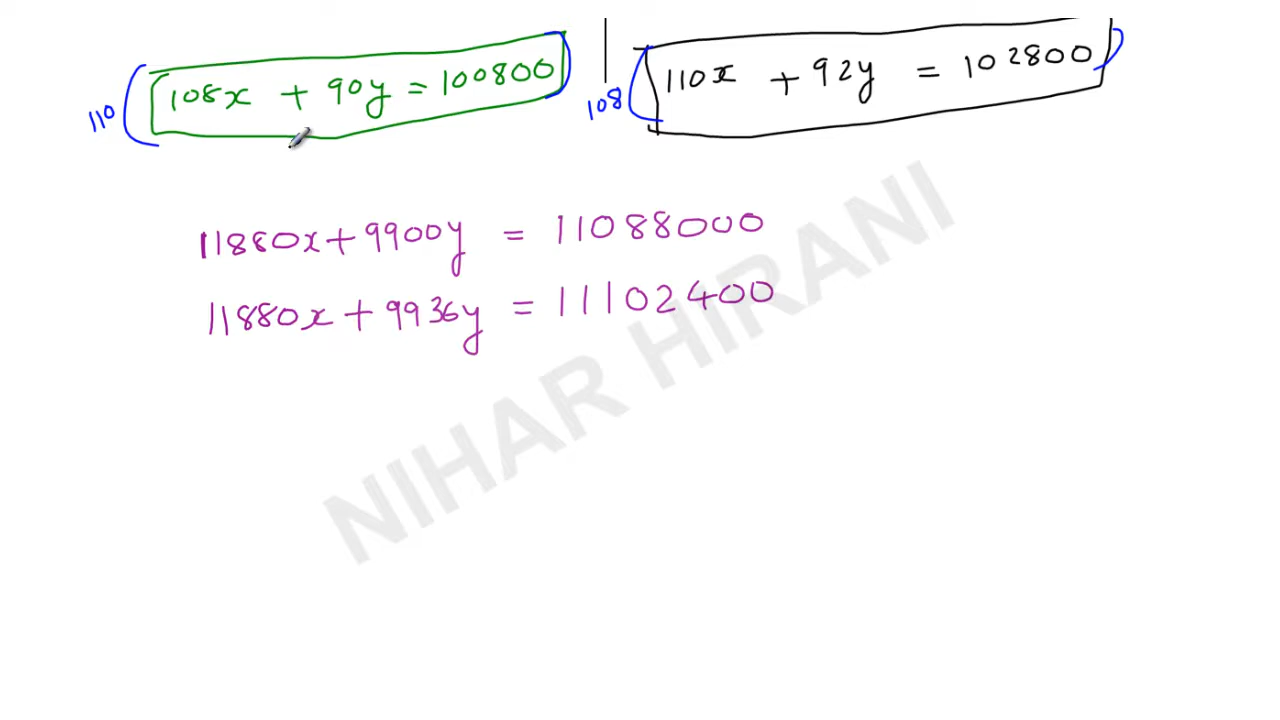 110 (108x + 90y = 100800) 108 (110x + 92y = 102800)
11880x + 9900y = 11088000
11880x + 9936y = 11102400
NIHAR HIRANI